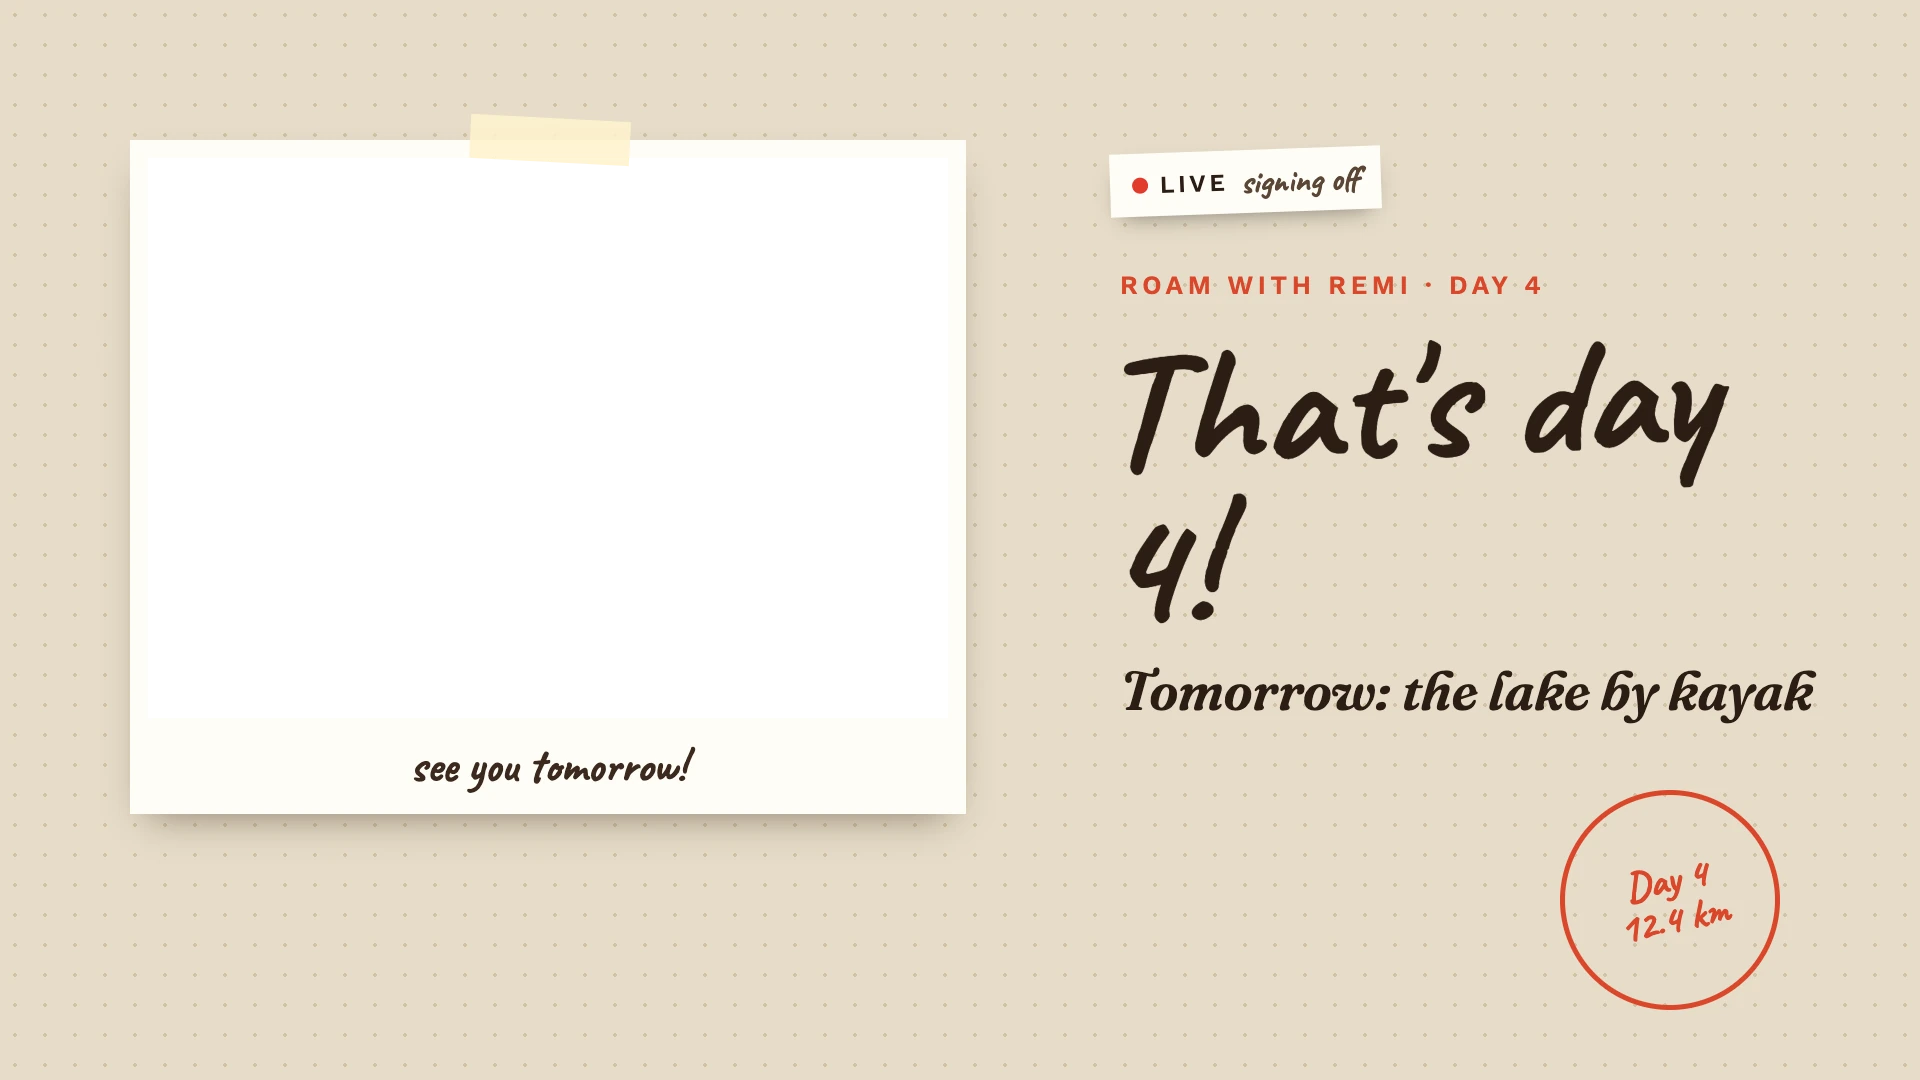 LIVE signing off
ROAM WITH REMI · DAY 4
That's day
4!
Tomorrow: the lake by kayak
see you tomorrow!
Day 4
12.4 km